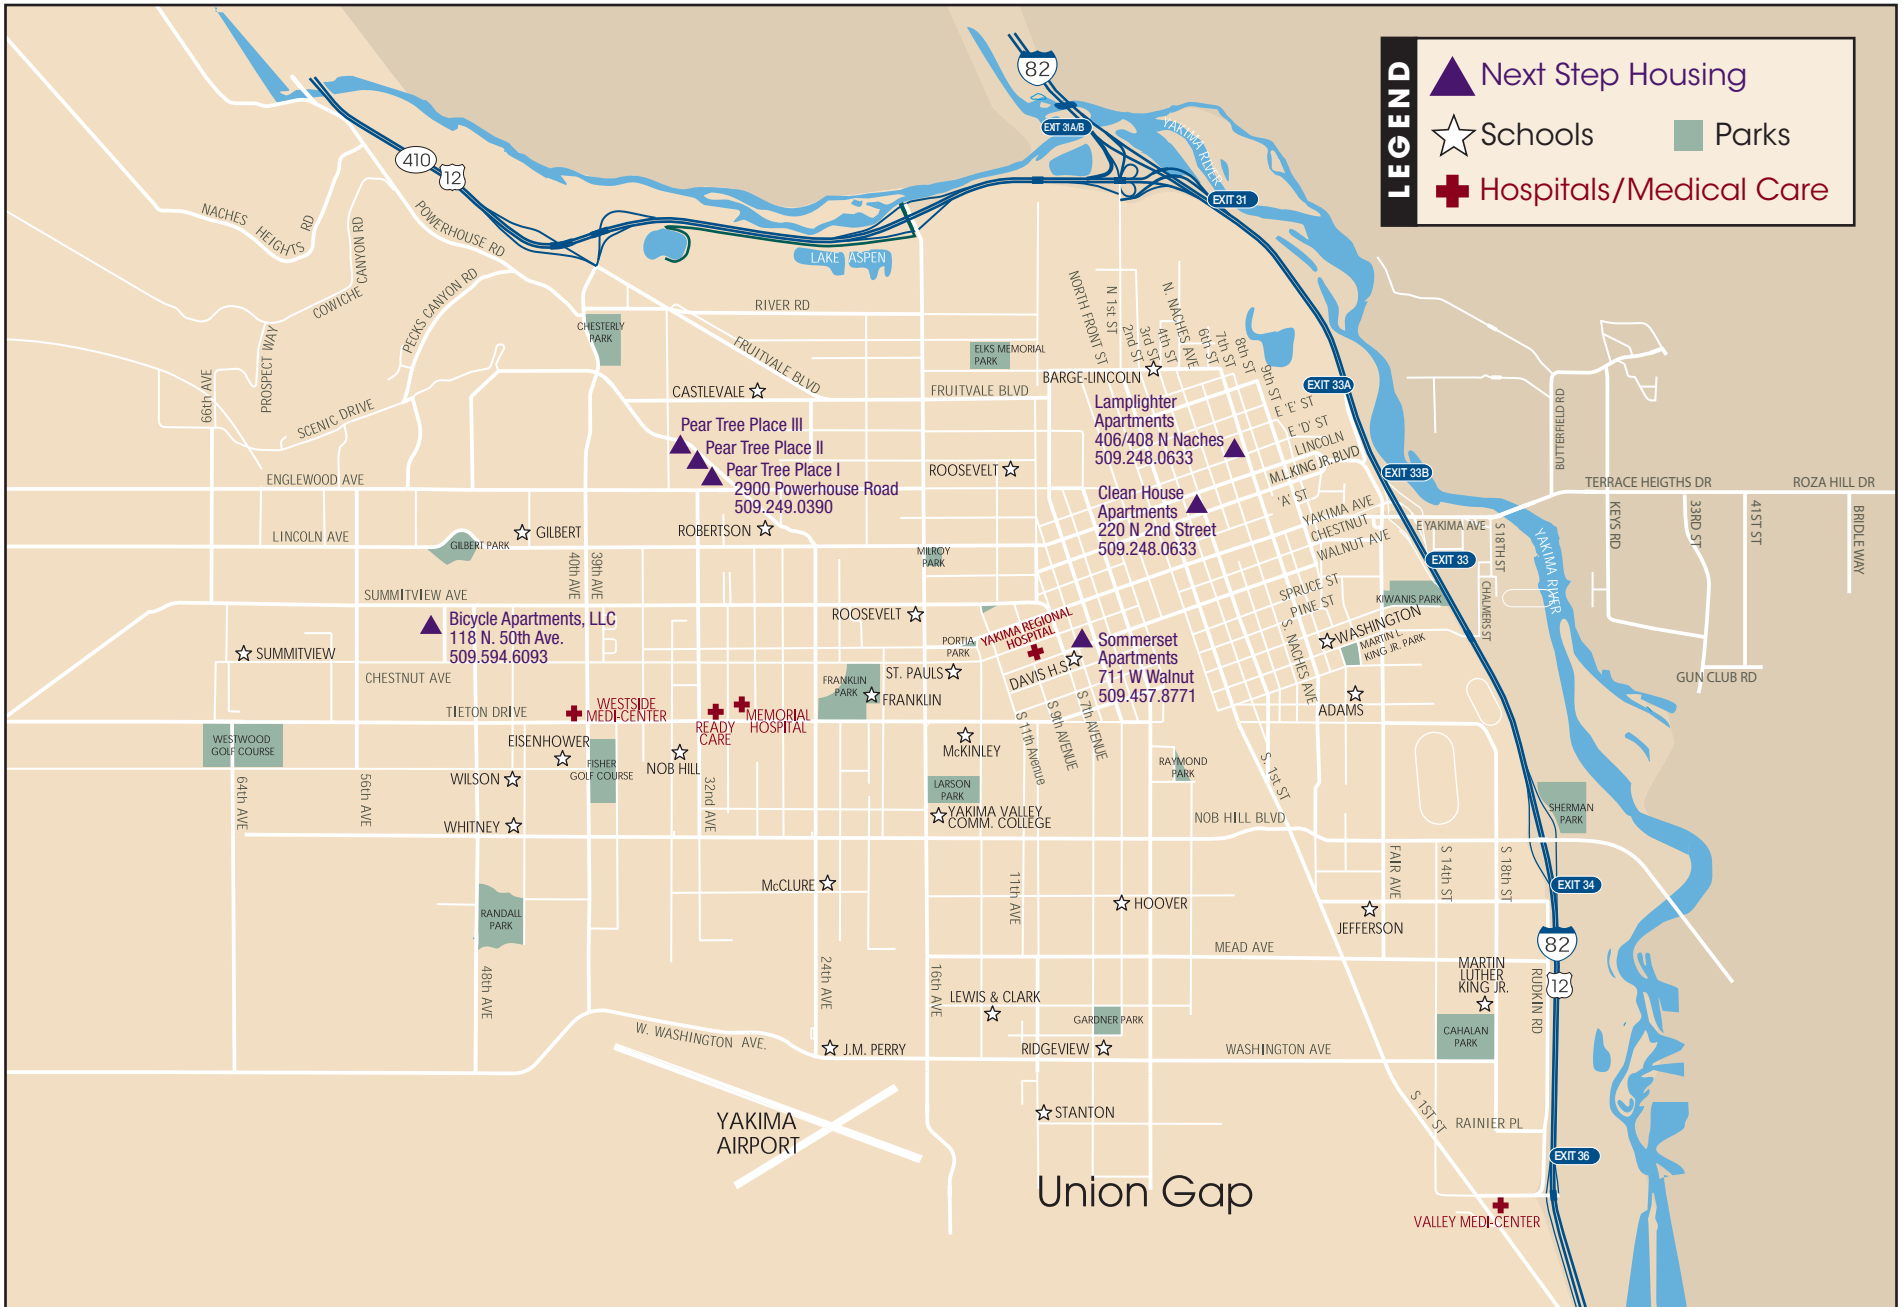 LEGEND
Next Step Housing
Schools
Parks
Hospitals/Medical Care
82
EXIT 31A/B
YAKIMA RIVER
EXIT 31
410
12
NACHES
HEIGHTS
RD
COWICHE
CANYON RD
POWERHOUSE RD
PECKS CANYON RD
LAKE ASPEN
RIVER RD
CHESTERLY
PARK
FRUITVALE BLVD
PROSPECT WAY
66th AVE
SCENIC DRIVE
CASTLEVALE
ELKS MEMORIAL
PARK
FRUITVALE BLVD
BARGE-LINCOLN
NORTH FRONT ST
N 1st ST
2nd ST
3rd ST
4th ST
N. NACHES AVE
6th ST
7th ST
8th ST
9th ST
EXIT 33A
E 'E' ST
E 'D' ST
LINCOLN
M.L.KING JR.BLVD
'A' ST
YAKIMA AVE
CHESTNUT
WALNUT AVE
EXIT 33B
Lamplighter
Apartments
406/408 N Naches
509.248.0633
Clean House
Apartments
220 N 2nd Street
509.248.0633
Pear Tree Place III
Pear Tree Place II
Pear Tree Place I
2900 Powerhouse Road
509.249.0390
ENGLEWOOD AVE
ROOSEVELT
ROBERTSON
GILBERT
GILBERT PARK
LINCOLN AVE
40th AVE
39th AVE
MILROY
PARK
SUMMITVIEW AVE
Bicycle Apartments, LLC
118 N. 50th Ave.
509.594.6093
SUMMITVIEW
CHESTNUT AVE
ROOSEVELT
PORTIA
PARK
YAKIMA REGIONAL
HOSPITAL
Sommerset
Apartments
711 W Walnut
509.457.8771
DAVIS H.S.
ST. PAULS
FRANKLIN
PARK
FRANKLIN
SPRUCE ST
PINE ST
S. NACHES AVE
WASHINGTON
MARTIN L.
KING JR. PARK
KIWANIS PARK
ADAMS
E YAKIMA AVE
S 18TH ST
CHALMERS ST
EXIT 33
YAKIMA RIVER
BUTTERFIELD RD
TERRACE HEIGTHS DR
ROZA HILL DR
KEYS RD
33RD ST
41ST ST
BRIDLE WAY
GUN CLUB RD
TIETON DRIVE
WESTSIDE
MEDI-CENTER
READY
CARE
MEMORIAL
HOSPITAL
WESTWOOD
GOLF COURSE
EISENHOWER
FISHER
GOLF COURSE
NOB HILL
WILSON
WHITNEY
64th AVE
56th AVE
32nd AVE
McKINLEY
S 11th Avenue
S 9th AVENUE
S 7th AVENUE
LARSON
PARK
YAKIMA VALLEY
COMM. COLLEGE
RAYMOND
PARK
S. 1st ST
NOB HILL BLVD
SHERMAN
PARK
McCLURE
RANDALL
PARK
48th AVE
24th AVE
16th AVE
11th AVE
HOOVER
FAIR AVE
S 14th ST
S 18th ST
EXIT 34
JEFFERSON
MEAD AVE
82
12
MARTIN
LUTHER
KING JR.
RUDKIN RD
CAHALAN
PARK
LEWIS & CLARK
GARDNER PARK
RIDGEVIEW
WASHINGTON AVE
W. WASHINGTON AVE.
J.M. PERRY
STANTON
YAKIMA
AIRPORT
S 1ST ST
RAINIER PL
EXIT 36
Union Gap
VALLEY MEDI-CENTER